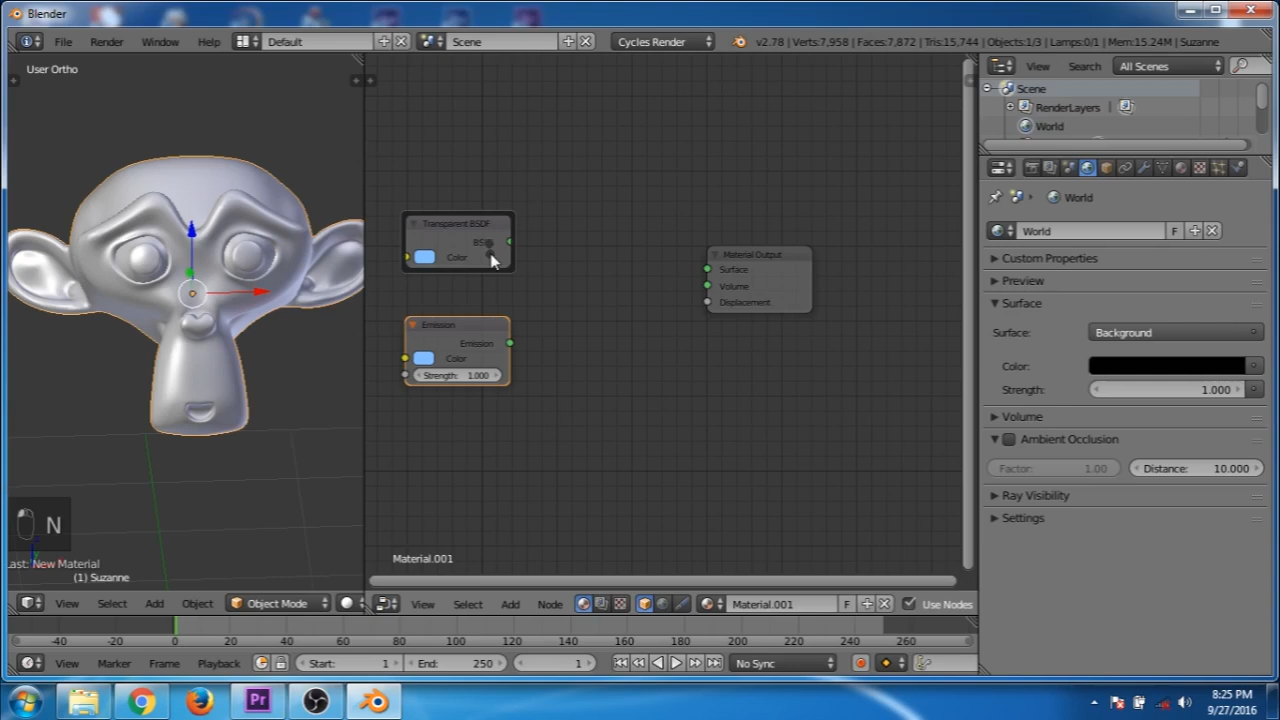 Blender
File Render Window Help Default Scene Cycles Render v2.78 | Verts:7,958 | Faces:7,872 | Tris:15,744 | Objects:1/3 | Lamps:0/1 | Mem:15.24M | Suzanne
User Ortho
View Search All Scenes
Scene
RenderLayers |
World
World
World F
Custom Properties
Preview
Surface
Surface: Background
Color:
Strength: 1.000
Volume
Ambient Occlusion
Factor: 1.00 Distance: 10.000
Ray Visibility
Settings
Transparent BSDF
Color
Emission
Emission
Color
Strength: 1.000
Material Output
Surface
Volume
Displacement
N
ast: New Material
(1) Suzanne
Material.001
View Select Add Object Object Mode
View Select Add Node Material.001 F Use Nodes
-40 -20 0 20 40 60 80 100 120 140 160 180 200 220 240 260
View Marker Frame Playback Start: 1 End: 250 1 No Sync
Pr
8:25 PM
9/27/2016